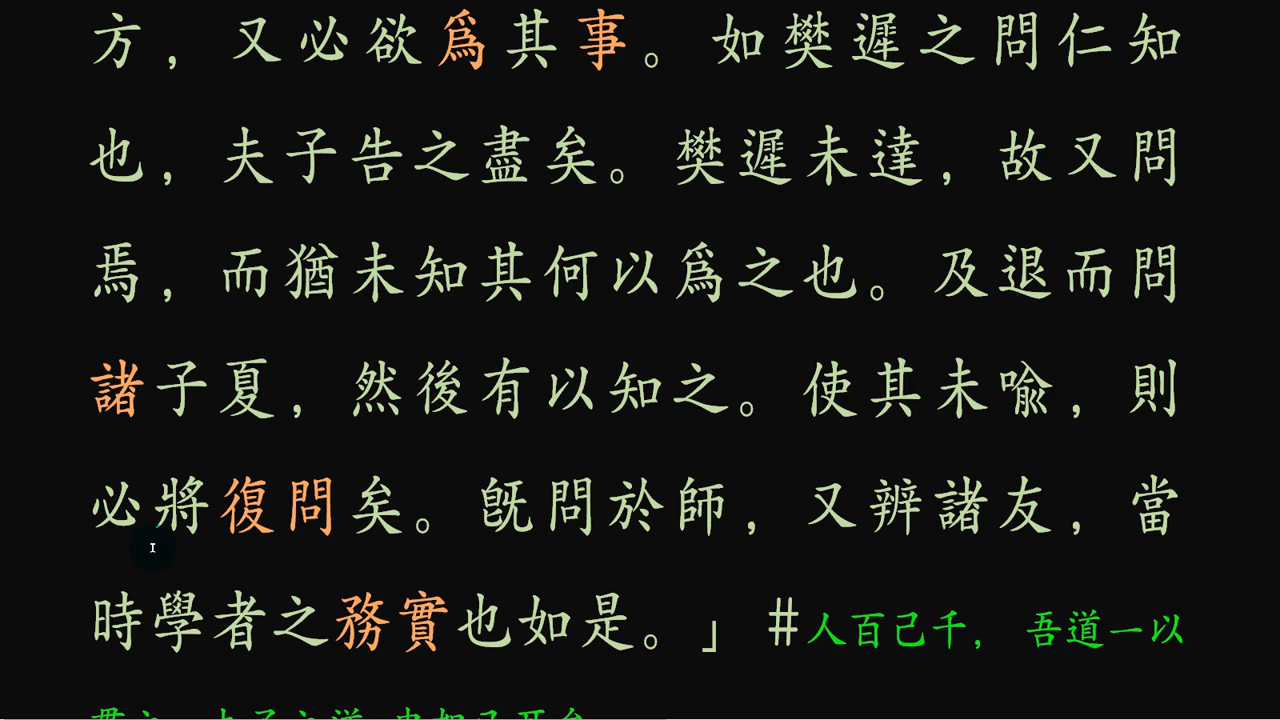 方，又必欲爲其事。如樊遲之問仁知
也，夫子告之盡矣。樊遲未達，故又問
焉，而猶未知其何以爲之也。及退而問
諸子夏，然後有以知之。使其未喻，則
必將復問矣。既問於師，又辨諸友，當
時學者之務實也如是。」#人百己千， 吾道一以